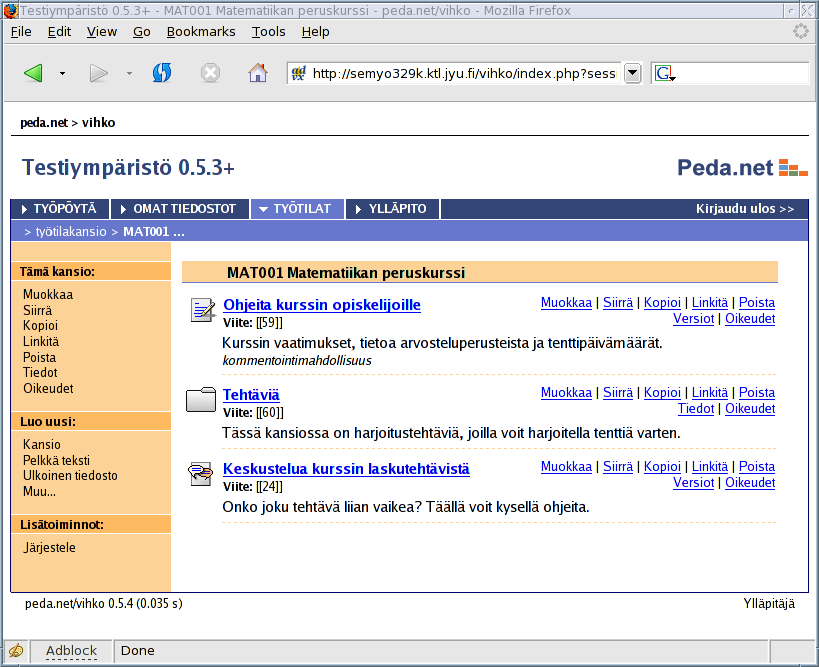 Testiympäristö 0.5.3+ - MAT001 Matematiikan peruskurssi - peda.net/vihko - Mozilla Firefox
File Edit View Go Bookmarks Tools Help
http://semyo329k.ktl.jyu.fi/vihko/index.php?sess
G
peda.net > vihko
Testiympäristö 0.5.3+
Peda.net
TYÖPÖYTÄ OMAT TIEDOSTOT TYÖTILAT YLLÄPITO Kirjaudu ulos >>
> työtilakansio > MAT001 ...
Tämä kansio:
Muokkaa
Siirrä
Kopioi
Linkitä
Poista
Tiedot
Oikeudet
Luo uusi:
Kansio
Pelkkä teksti
Ulkoinen tiedosto
Muu...
Lisätoiminnot:
Järjestele
MAT001 Matematiikan peruskurssi
Ohjeita kurssin opiskelijoille
Muokkaa | Siirrä | Kopioi | Linkitä | Poista
Versiot | Oikeudet
Viite: [[59]]
Kurssin vaatimukset, tietoa arvosteluperusteista ja tenttipäivämäärät.
kommentointimahdollisuus
Tehtäviä
Muokkaa | Siirrä | Kopioi | Linkitä | Poista
Tiedot | Oikeudet
Viite: [[60]]
Tässä kansiossa on harjoitustehtäviä, joilla voit harjoitella tenttiä varten.
Keskustelua kurssin laskutehtävistä
Muokkaa | Siirrä | Kopioi | Linkitä | Poista
Versiot | Oikeudet
Viite: [[24]]
Onko joku tehtävä liian vaikea? Täällä voit kysellä ohjeita.
peda.net/vihko 0.5.4 (0.035 s)
Ylläpitäjä
Adblock
Done